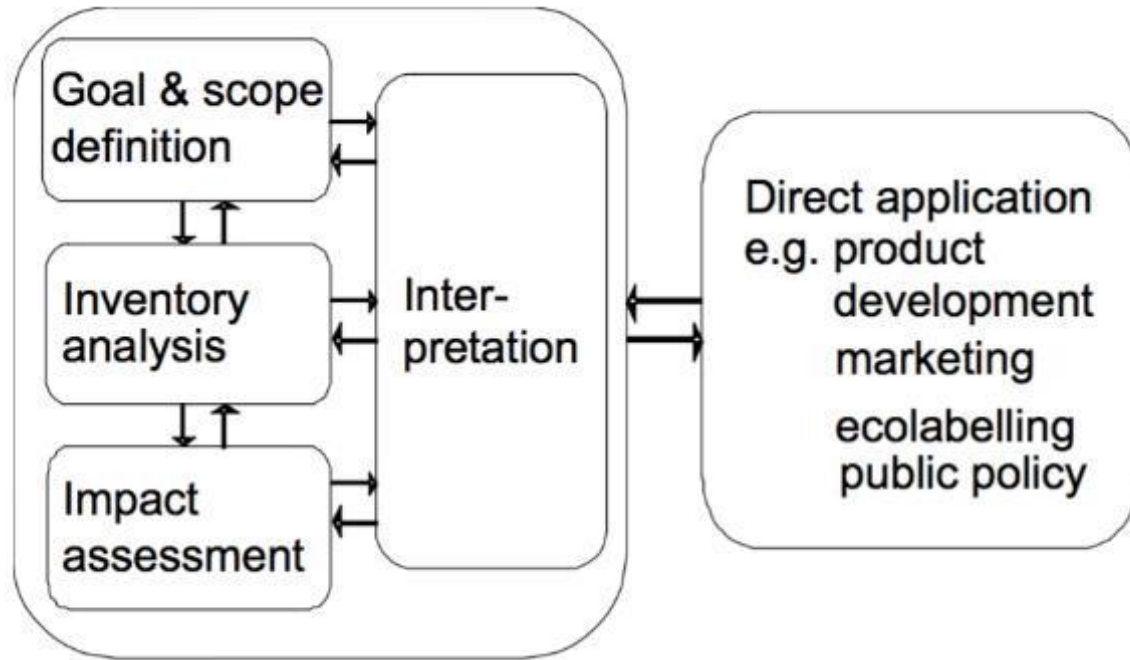 Goal & scope
definition
Inventory
analysis
Impact
assessment
Inter-
pretation
Direct application
e.g. product
development
marketing
ecolabelling
public policy